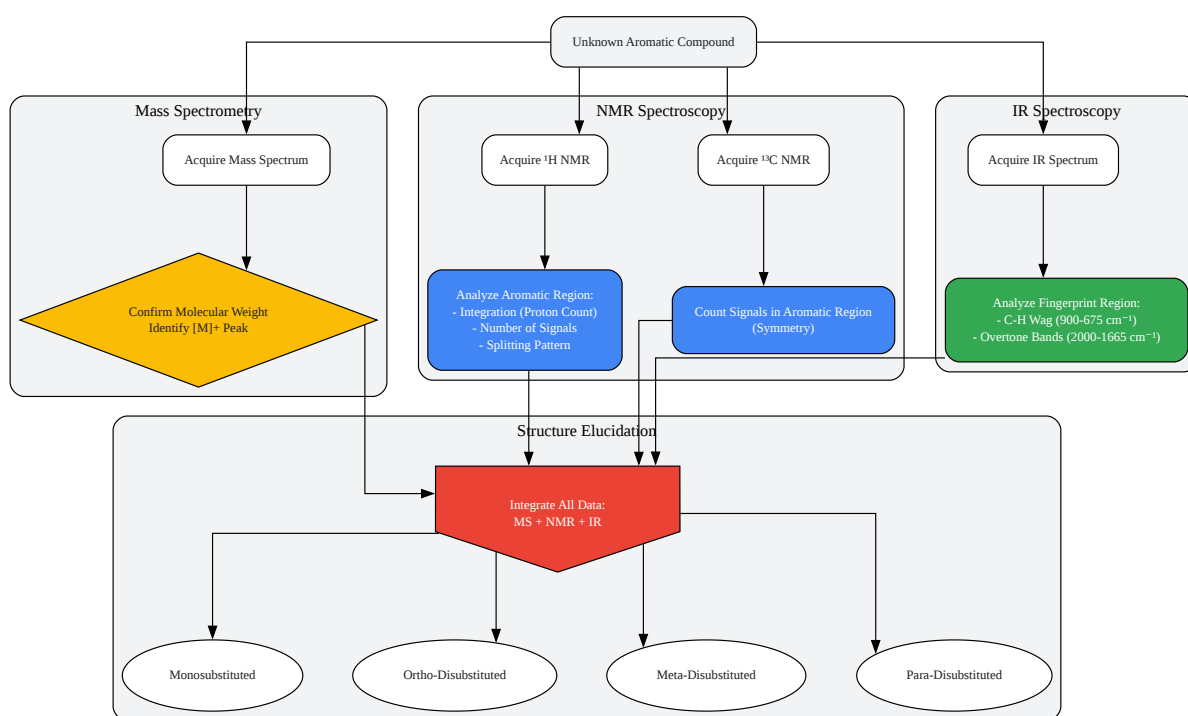 Unknown Aromatic Compound
Mass Spectrometry
NMR Spectroscopy
IR Spectroscopy
Acquire Mass Spectrum
Acquire ¹H NMR
Acquire ¹³C NMR
Acquire IR Spectrum
Confirm Molecular Weight
Identify [M]+ Peak
Analyze Aromatic Region:
- Integration (Proton Count)
- Number of Signals
- Splitting Pattern
Count Signals in Aromatic Region
(Symmetry)
Analyze Fingerprint Region:
- C-H Wag (900-675 cm⁻¹)
- Overtone Bands (2000-1665 cm⁻¹)
Structure Elucidation
Integrate All Data:
MS + NMR + IR
Monosubstituted
Ortho-Disubstituted
Meta-Disubstituted
Para-Disubstituted